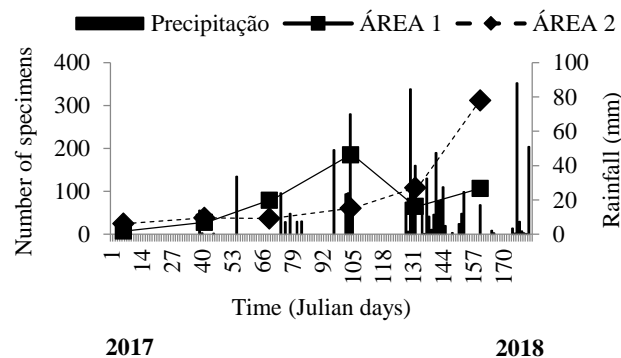 Precipitação ÁREA 1 ÁREA 2
Number of specimens
400
300
200
100
0
100
80
60
40
20
0
Rainfall (mm)
1 14 27 40 53 66 79 92 105 118 131 144 157 170
Time (Julian days)
2017 2018